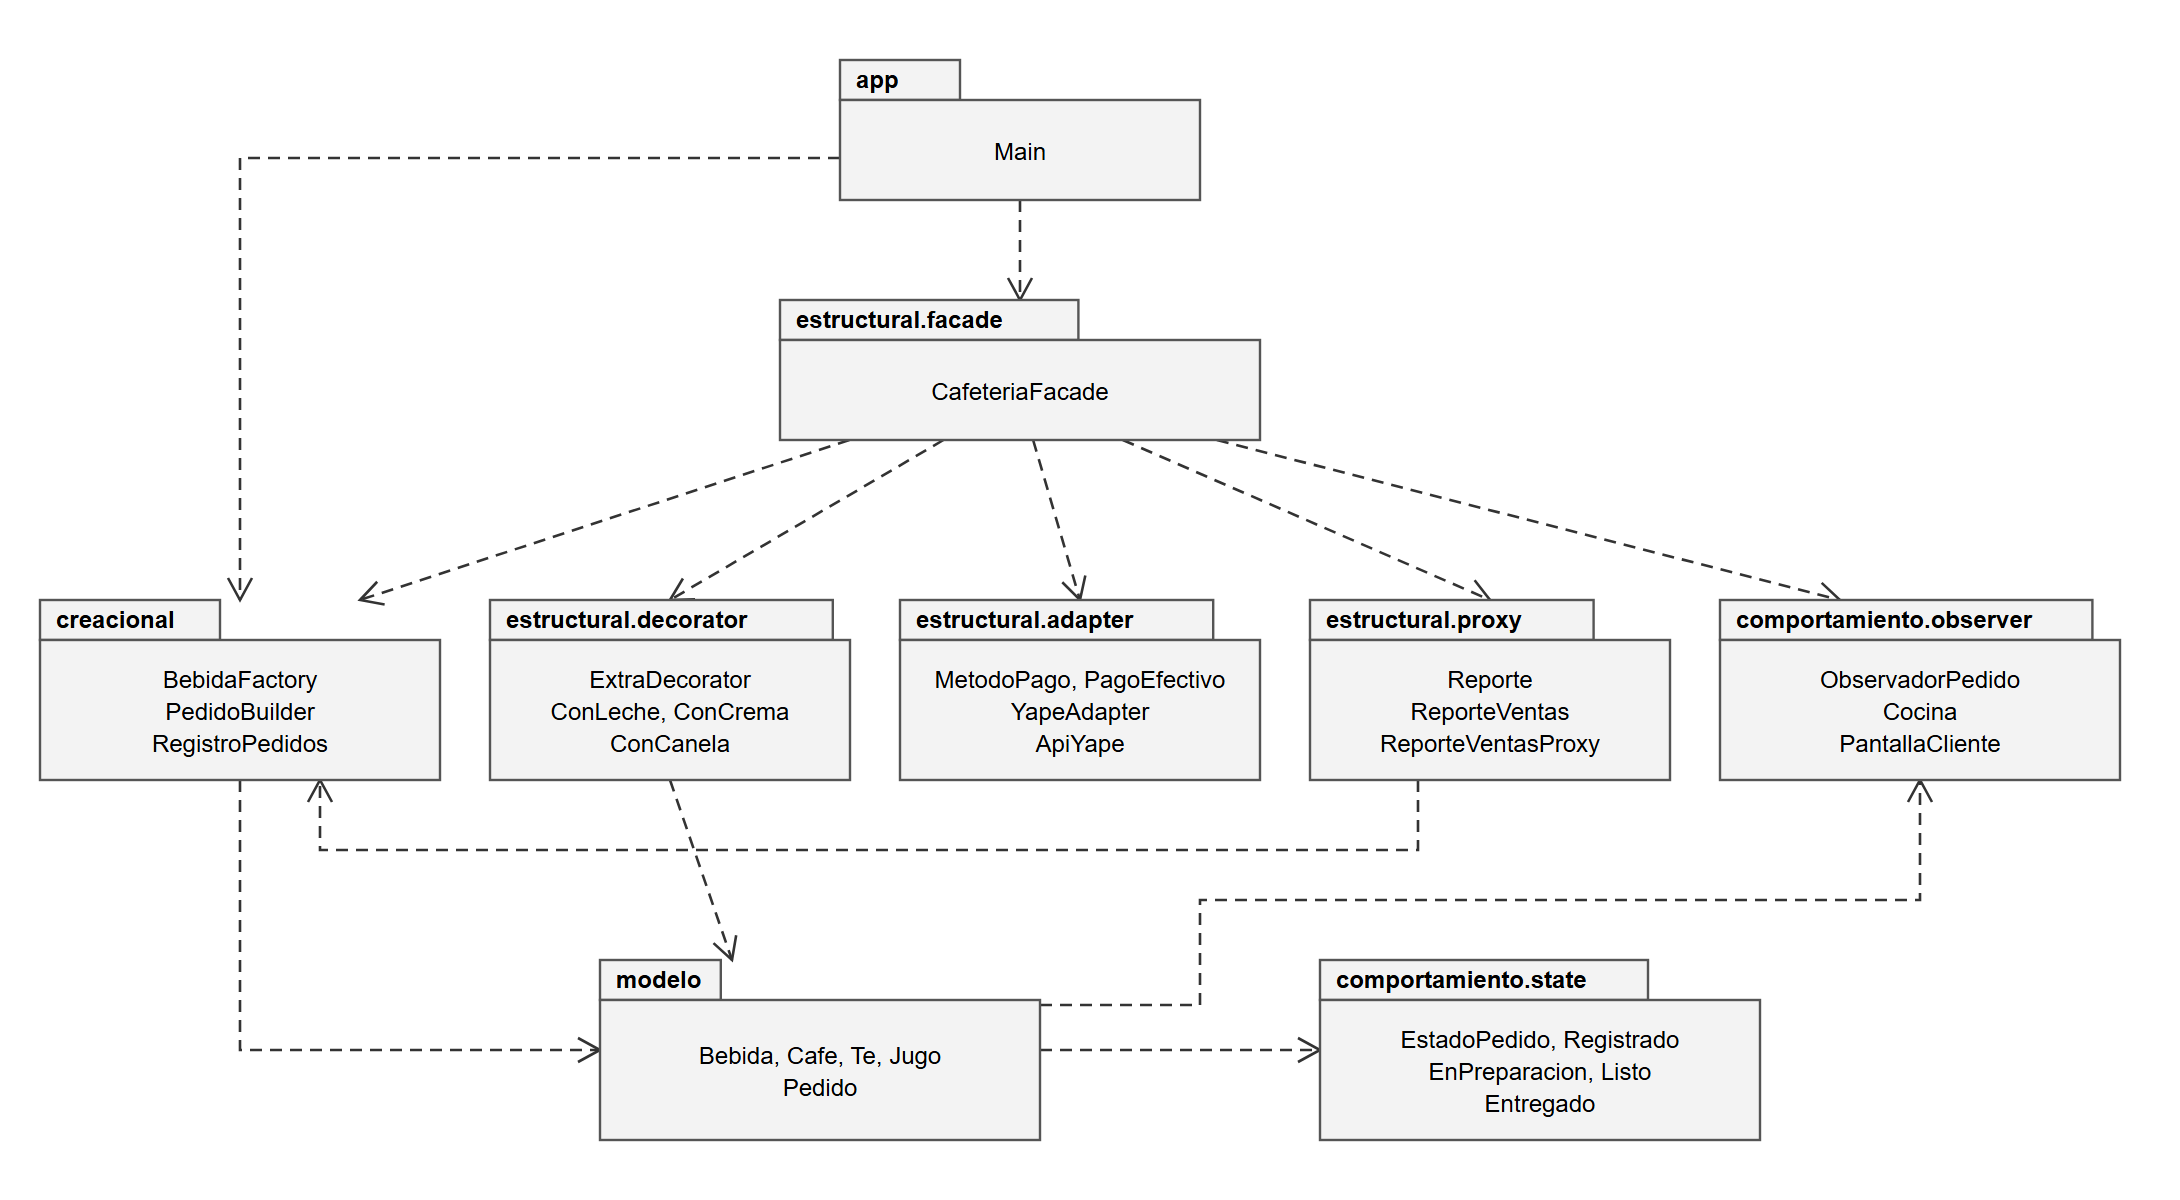 app
Main
estructural.facade
CafeteriaFacade
creacional
BebidaFactory
PedidoBuilder
RegistroPedidos
estructural.decorator
ExtraDecorator
ConLeche, ConCrema
ConCanela
estructural.adapter
MetodoPago, PagoEfectivo
YapeAdapter
ApiYape
estructural.proxy
Reporte
ReporteVentas
ReporteVentasProxy
comportamiento.observer
ObservadorPedido
Cocina
PantallaCliente
modelo
Bebida, Cafe, Te, Jugo
Pedido
comportamiento.state
EstadoPedido, Registrado
EnPreparacion, Listo
Entregado